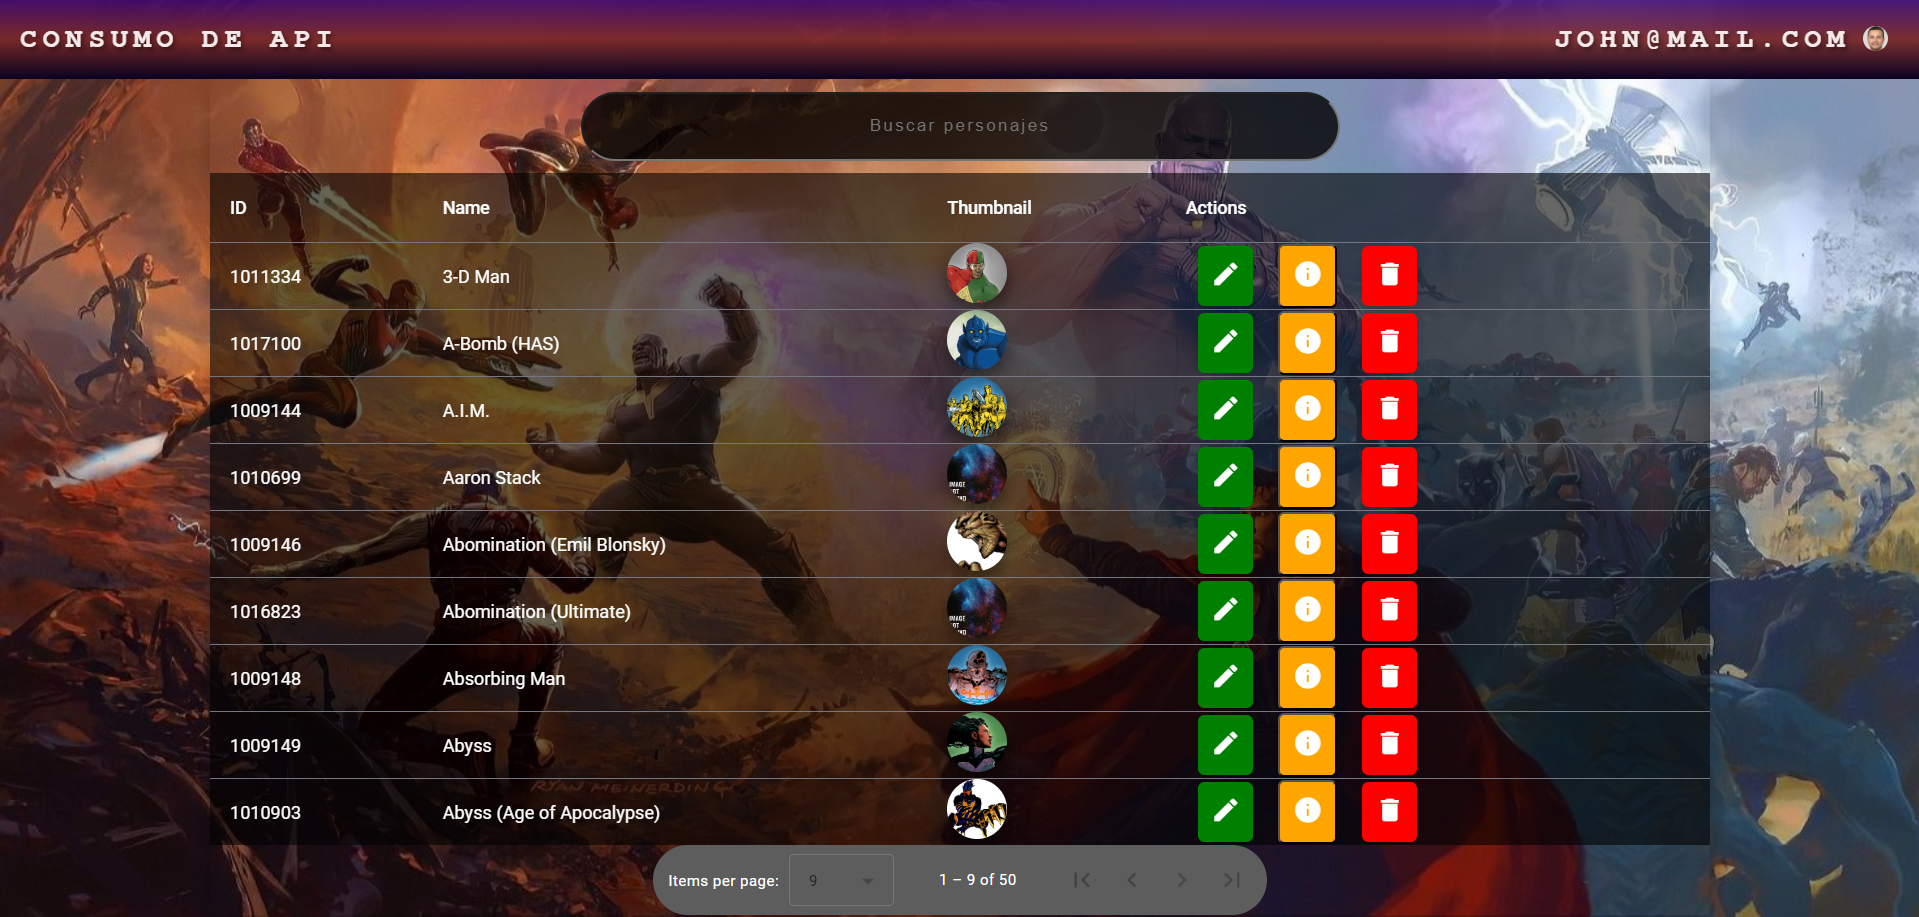 CONSUMO DE API
JOHN@MAIL.COM
Buscar personajes
ID Name Thumbnail Actions
1011334 3-D Man
1017100 A-Bomb (HAS)
1009144 A.I.M.
1010699 Aaron Stack
IMAGE
1009146 Abomination (Emil Blonsky)
1016823 Abomination (Ultimate)
IMAGE
1009148 Absorbing Man
1009149 Abyss
RYAN MEINERDING
1010903 Abyss (Age of Apocalypse)
Items per page: 9 1 – 9 of 50